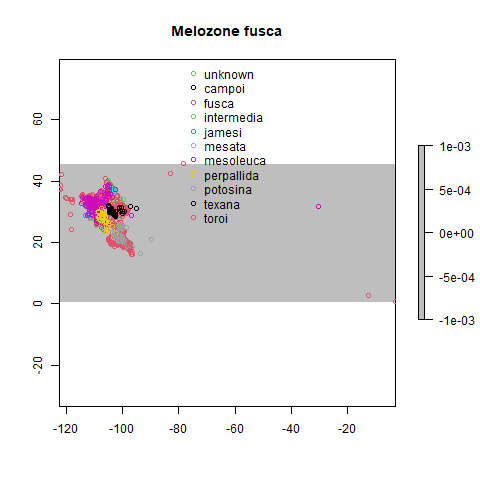 Melozone fusca
unknown
campoi
fusca
intermedia
jamesi
mesata
mesoleuca
perpallida
potosina
texana
toroi
60
40
20
0
-20
-120
-100
-80
-60
-40
-20
1e-03
5e-04
0e+00
-5e-04
-1e-03